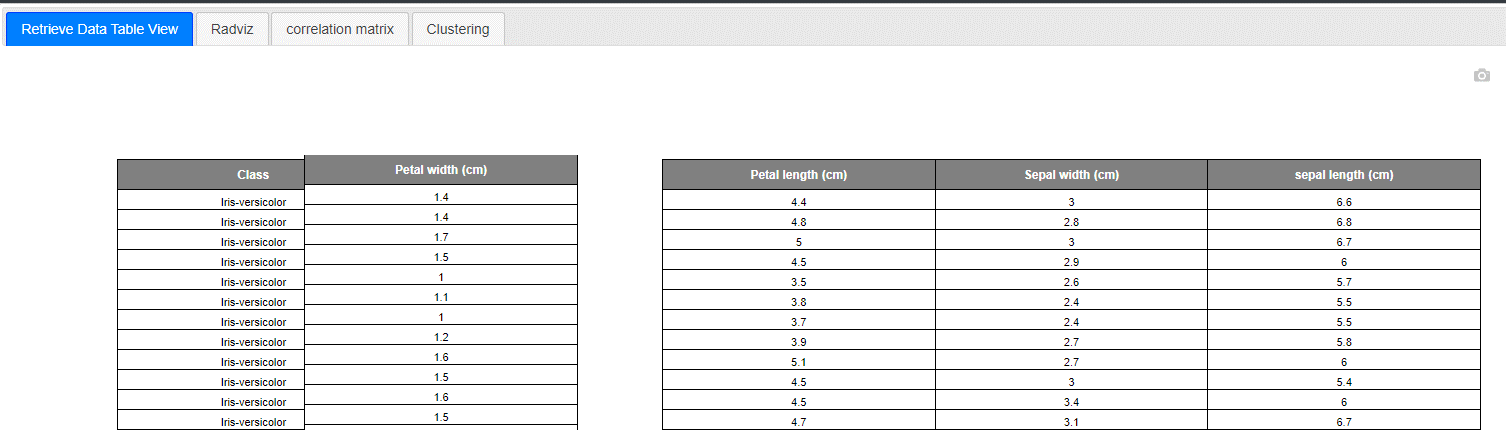 Retrieve Data Table View Radviz correlation matrix Clustering
Class Petal width (cm) Petal length (cm) Sepal width (cm) sepal length (cm)
Iris-versicolor 1.4 4.4 3 6.6
Iris-versicolor 1.4 4.8 2.8 6.8
Iris-versicolor 1.7 5 3 6.7
Iris-versicolor 1.5 4.5 2.9 6
Iris-versicolor 1 3.5 2.6 5.7
Iris-versicolor 1.1 3.8 2.4 5.5
Iris-versicolor 1 3.7 2.4 5.5
Iris-versicolor 1.2 3.9 2.7 5.8
Iris-versicolor 1.6 5.1 2.7 6
Iris-versicolor 1.5 4.5 3 5.4
Iris-versicolor 1.6 4.5 3.4 6
Iris-versicolor 1.5 4.7 3.1 6.7